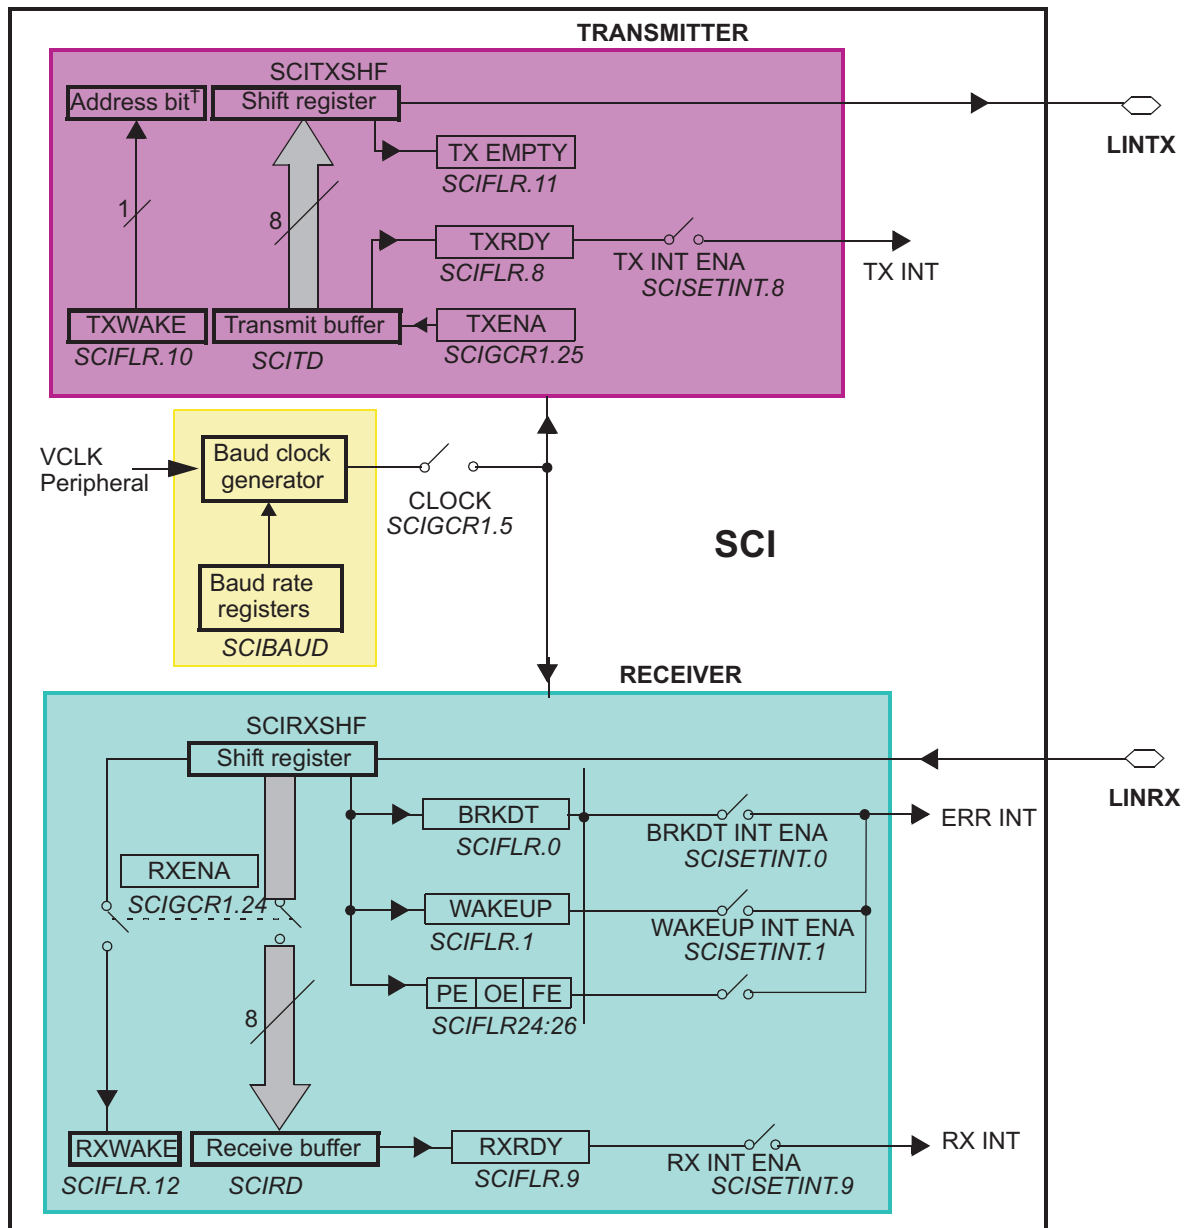 TRANSMITTER
SCITXSHF
Address bit†
Shift register
TX EMPTY
SCIFLR.11
LINTX
1
8
TXRDY
SCIFLR.8
TX INT ENA
SCISETINT.8
TX INT
TXWAKE
SCIFLR.10
Transmit buffer
SCITD
TXENA
SCIGCR1.25
VCLK
Peripheral
Baud clock
generator
CLOCK
SCIGCR1.5
SCI
Baud rate
registers
SCIBAUD
RECEIVER
SCIRXSHF
Shift register
LINRX
BRKDT
SCIFLR.0
BRKDT INT ENA
SCISETINT.0
ERR INT
RXENA
SCIGCR1.24
WAKEUP
SCIFLR.1
WAKEUP INT ENA
SCISETINT.1
PE OE FE
SCIFLR24:26
8
RXWAKE
SCIFLR.12
Receive buffer
SCIRD
RXRDY
SCIFLR.9
RX INT ENA
SCISETINT.9
RX INT